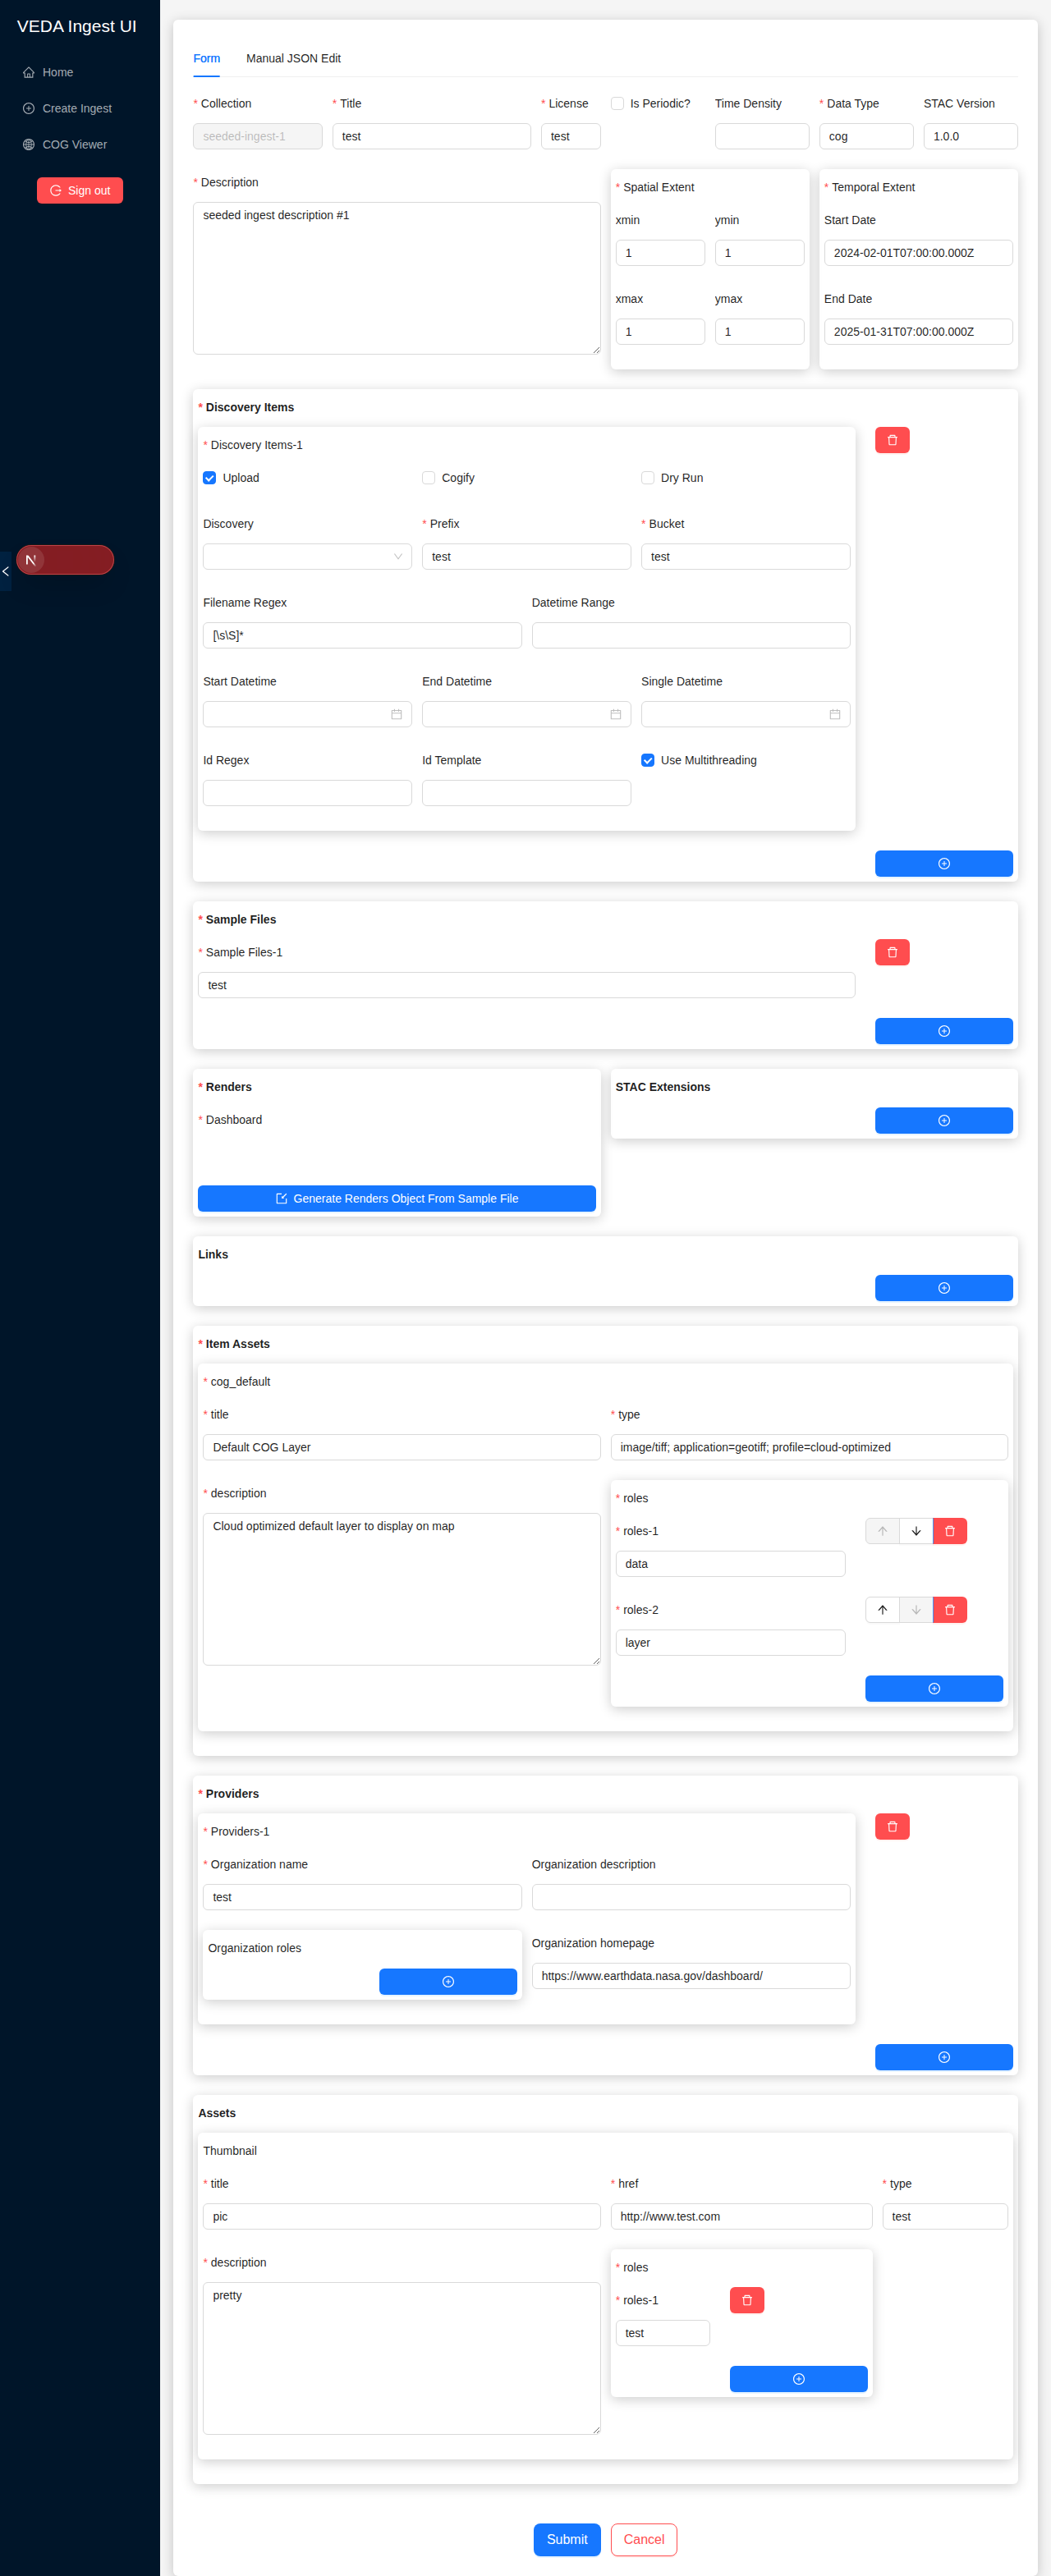 VEDA Ingest UI
Home
Create Ingest
COG Viewer
Sign out
Form Manual JSON Edit
* Collection * Title * License Is Periodic? Time Density * Data Type STAC Version
seeded-ingest-1 test test cog 1.0.0
* Description * Spatial Extent * Temporal Extent
seeded ingest description #1
xmin ymin Start Date
1 1 2024-02-01T07:00:00.000Z
xmax ymax End Date
1 1 2025-01-31T07:00:00.000Z
* Discovery Items
* Discovery Items-1
Upload Cogify Dry Run
Discovery * Prefix * Bucket
test test
Filename Regex Datetime Range
[\s\S]*
Start Datetime End Datetime Single Datetime
Id Regex Id Template Use Multithreading
* Sample Files
* Sample Files-1
test
* Renders STAC Extensions
* Dashboard
Generate Renders Object From Sample File
Links
* Item Assets
* cog_default
* title * type
Default COG Layer image/tiff; application=geotiff; profile=cloud-optimized
* description * roles
Cloud optimized default layer to display on map
* roles-1
data
* roles-2
layer
* Providers
* Providers-1
* Organization name Organization description
test
Organization roles Organization homepage
https://www.earthdata.nasa.gov/dashboard/
Assets
Thumbnail
* title * href * type
pic http://www.test.com test
* description * roles
pretty
* roles-1
test
Submit Cancel